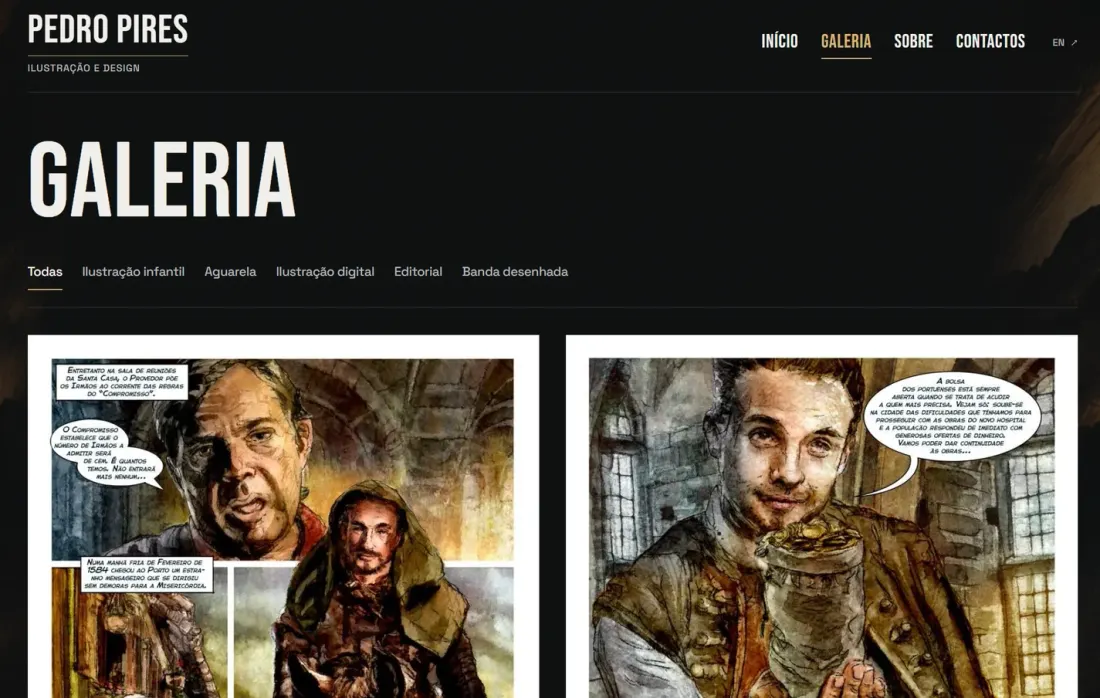 PEDRO PIRES
ILUSTRAÇÃO E DESIGN
INÍCIO GALERIA SOBRE CONTACTOS EN ↗
GALERIA
Todas Ilustração infantil Aguarela Ilustração digital Editorial Banda desenhada
Entretanto na sala de reuniões
da Santa Casa, o Provedor põe
os Irmãos ao corrente das regras
do "Compromisso".
O Compromisso
estabelece que o
número de Irmãos a
admitir será
de cem. E quantos
temos. Não entrará
mais nenhum...
Numa manhã fria de Fevereiro de
1584 chegou ao Porto um estra-
nho mensageiro que se dirigiu
sem demoras para a Misericórdia.
A bolsa
dos portuenses está sempre
aberta quando se trata de acudir
a quem mais precisa. Vejam só: soube-se
na cidade das dificuldades que tínhamos para
prosseguir com as obras do novo hospital
e a população respondeu de imediato com
generosas ofertas de dinheiro.
Vamos poder dar continuidade
às obras...